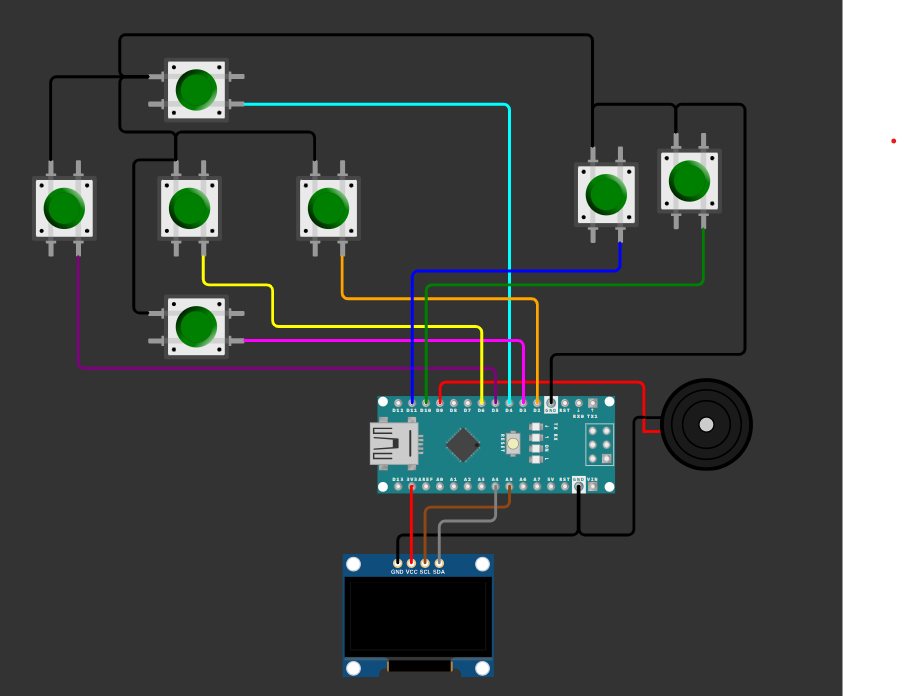 D12 D11 D10 D9 D8 D7 D6 D5 D4 D3 D2 GND RST
RX0 TX1
RESET
TX RX ON L
D13 3V3 AREF A0 A1 A2 A3 A4 A5 A6 A7 5V RST GND VIN
GND VCC SCL SDA